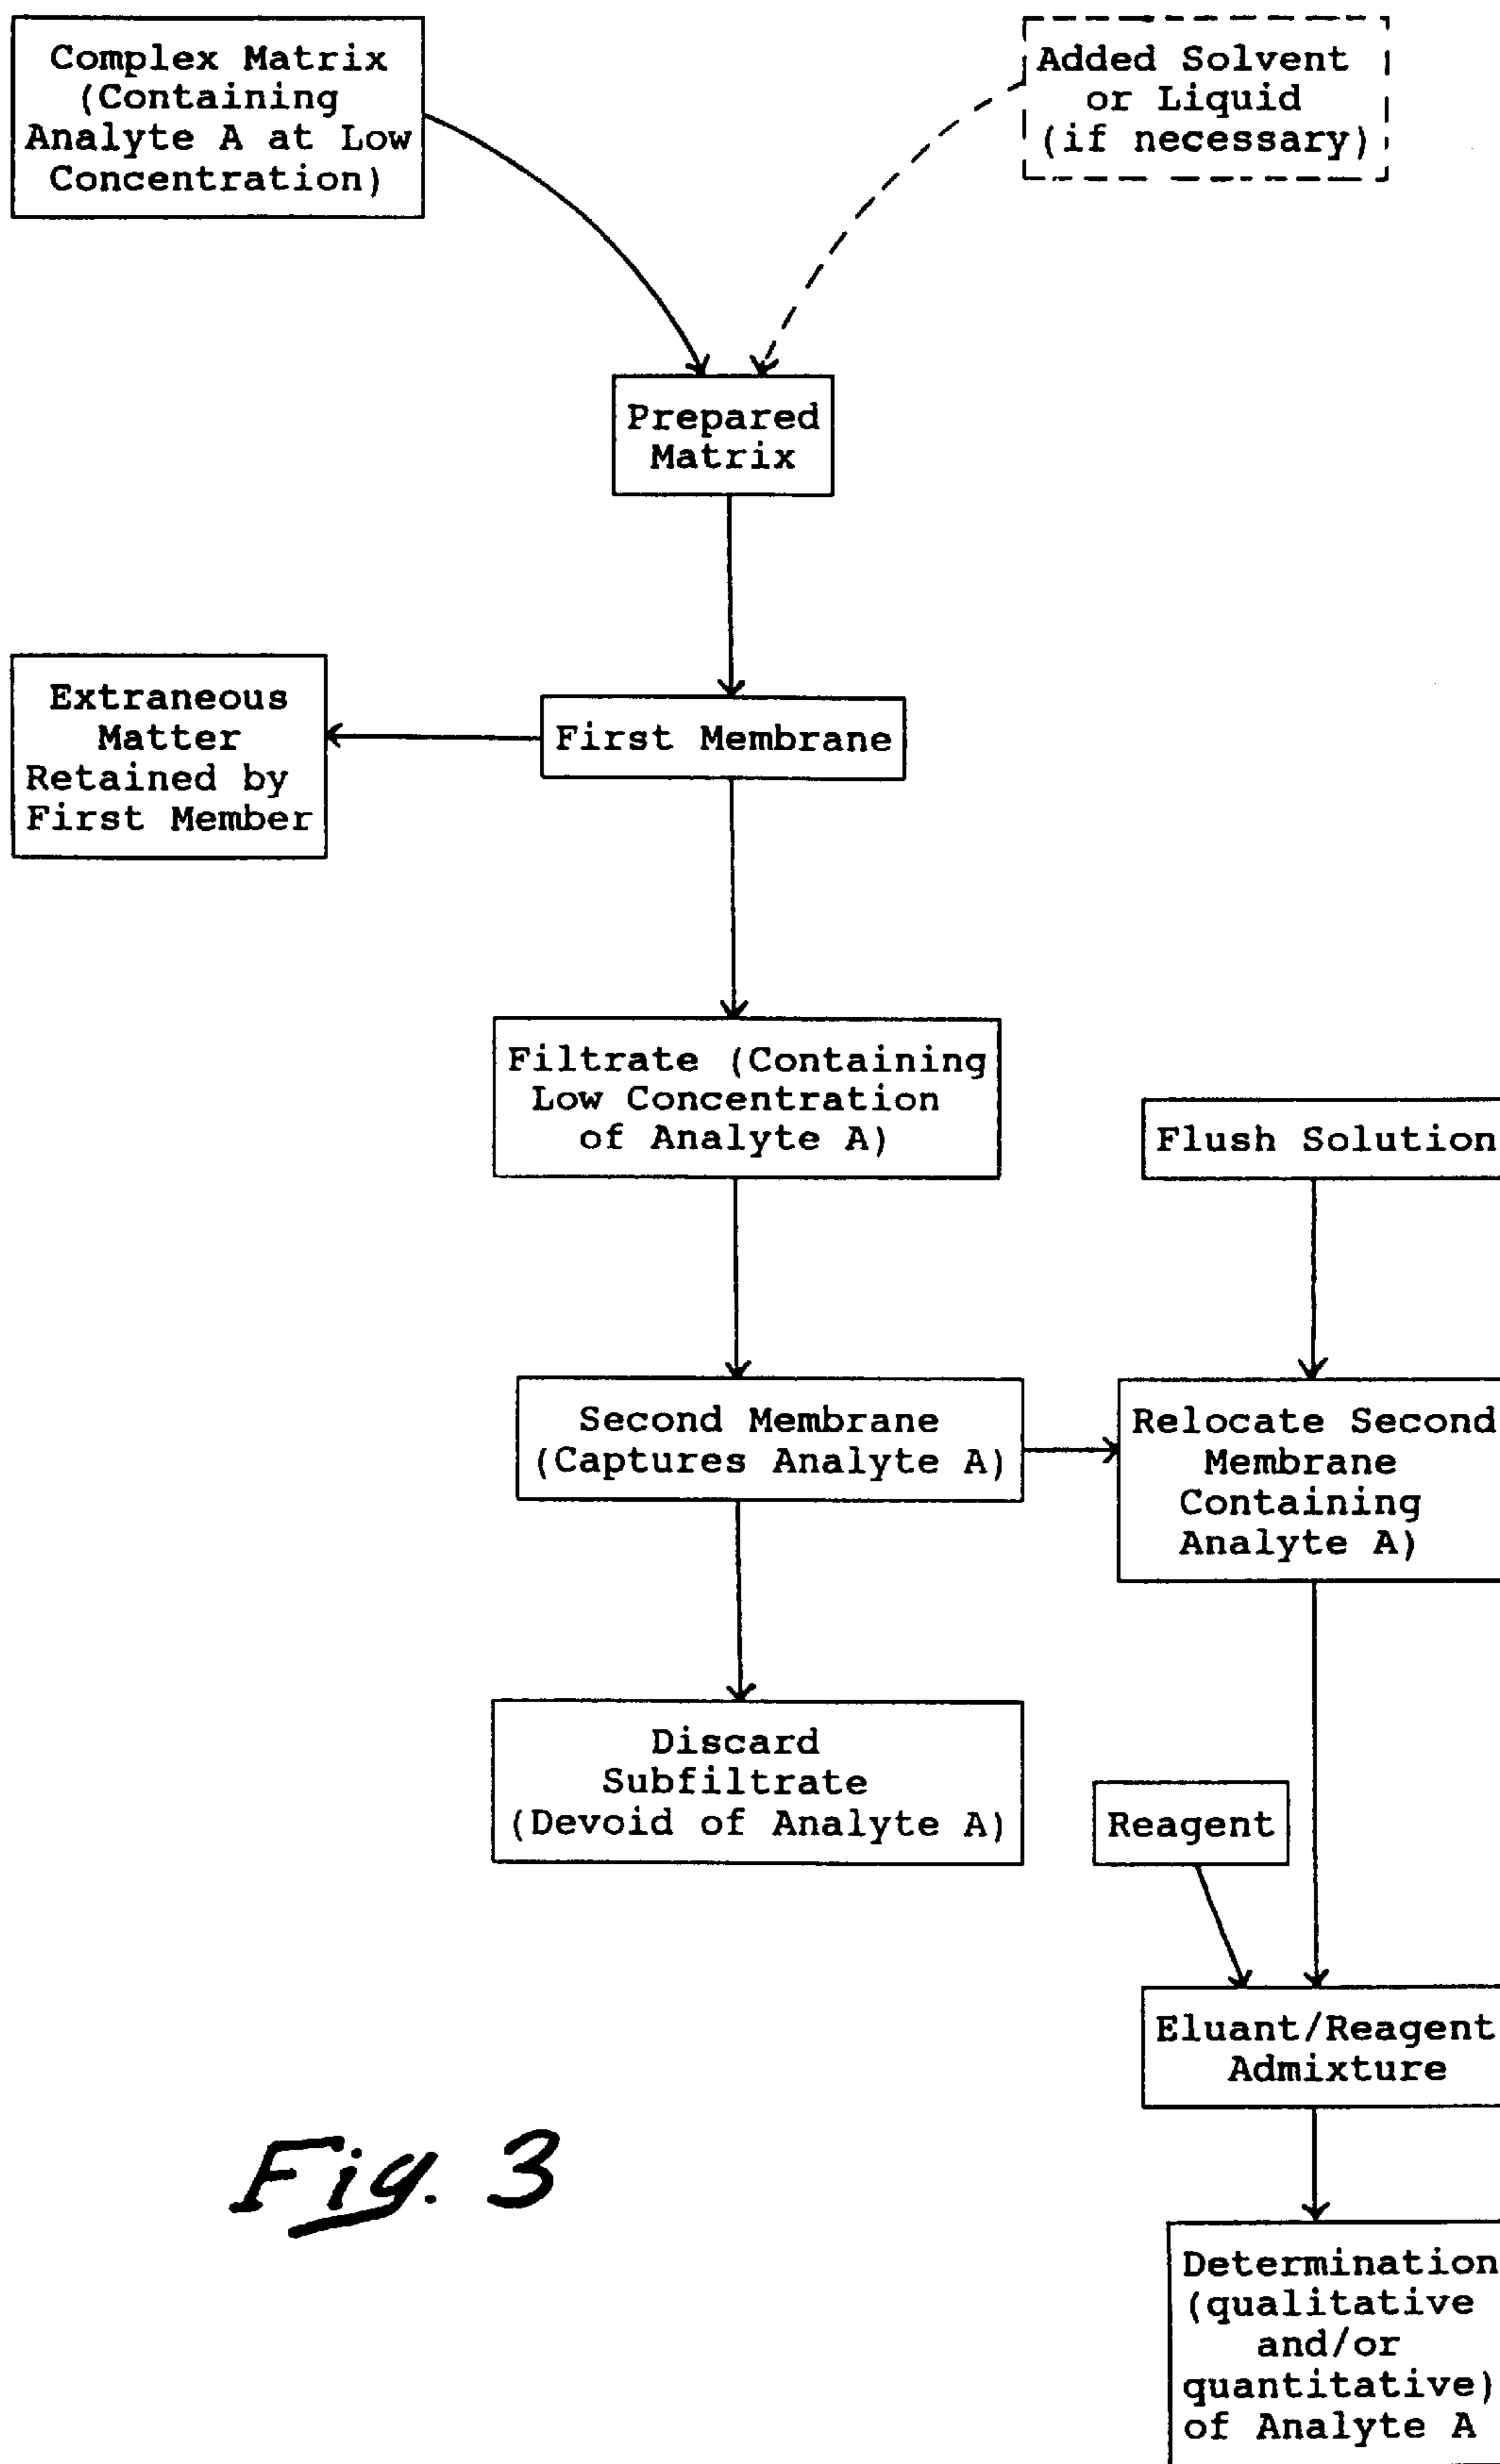 Complex Matrix
(Containing
Analyte A at Low
Concentration)
Added Solvent
or Liquid
(if necessary)
Prepared
Matrix
Extraneous
Matter
Retained by
First Member
First Membrane
Filtrate (Containing
Low Concentration
of Analyte A)
Flush Solution
Second Membrane
(Captures Analyte A)
Relocate Second
Membrane
Containing
Analyte A)
Discard
Subfiltrate
(Devoid of Analyte A)
Reagent
Eluant/Reagent
Admixture
Determination
(qualitative
and/or
quantitative)
of Analyte A
Fig. 3